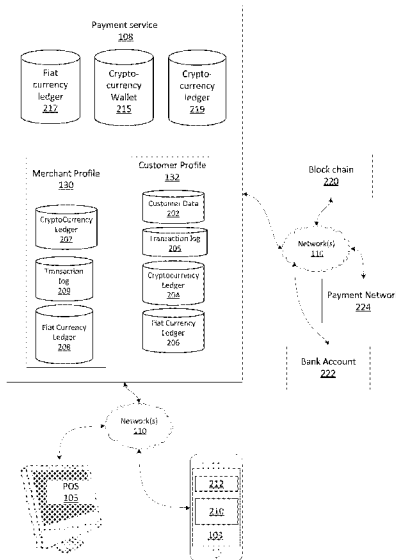 Payment service
108
Fiat
currency
ledger
217
Crypto-
currency
Wallet
215
Crypto-
currency
ledger
219
Merchant Profile
130
CryptoCurrency
Ledger
207
Transaction
log
209
Fiat Currency
Ledger
208
Customer Profile
132
Customer Data
202
Transaction log
205
Cryptocurrency
Ledger
204
Fiat Currency
Ledger
206
Block chain
220
Network(s)
110
Payment Networ
224
Bank Account
222
Network(s)
110
POS
105
212
210
103